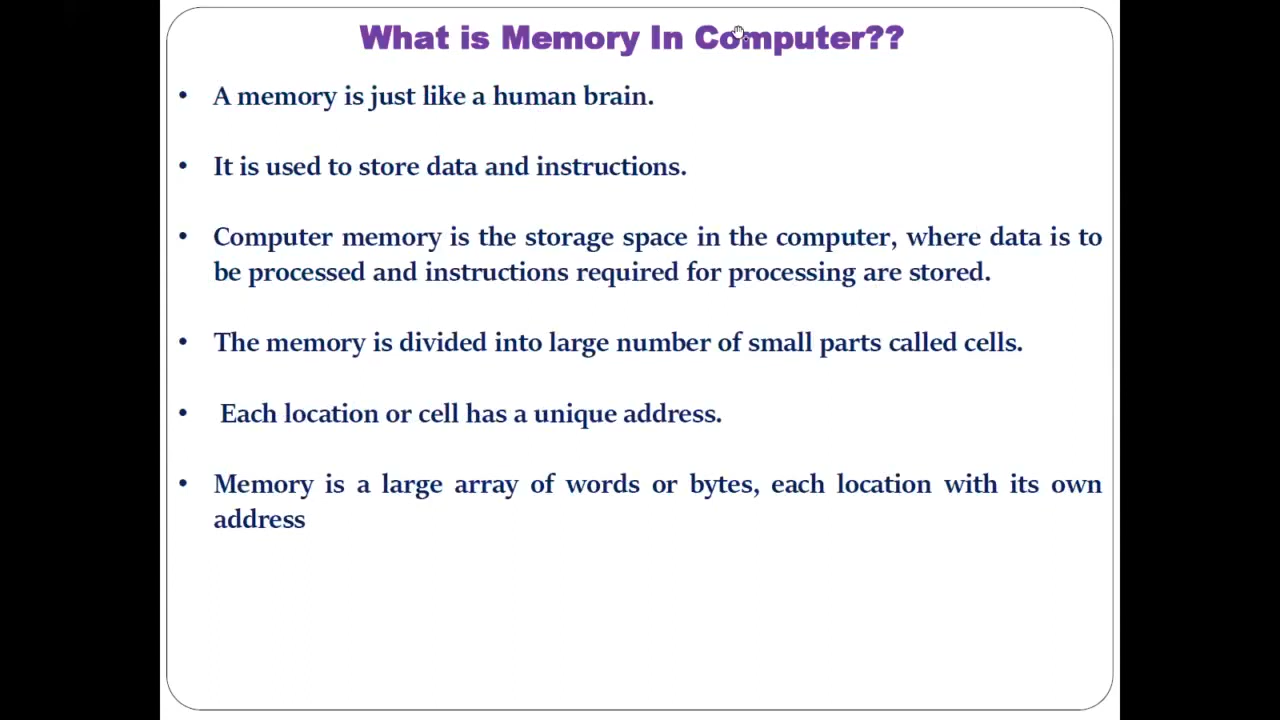 What is Memory In Computer??
• A memory is just like a human brain.
• It is used to store data and instructions.
• Computer memory is the storage space in the computer, where data is to
be processed and instructions required for processing are stored.
• The memory is divided into large number of small parts called cells.
• Each location or cell has a unique address.
• Memory is a large array of words or bytes, each location with its own
address